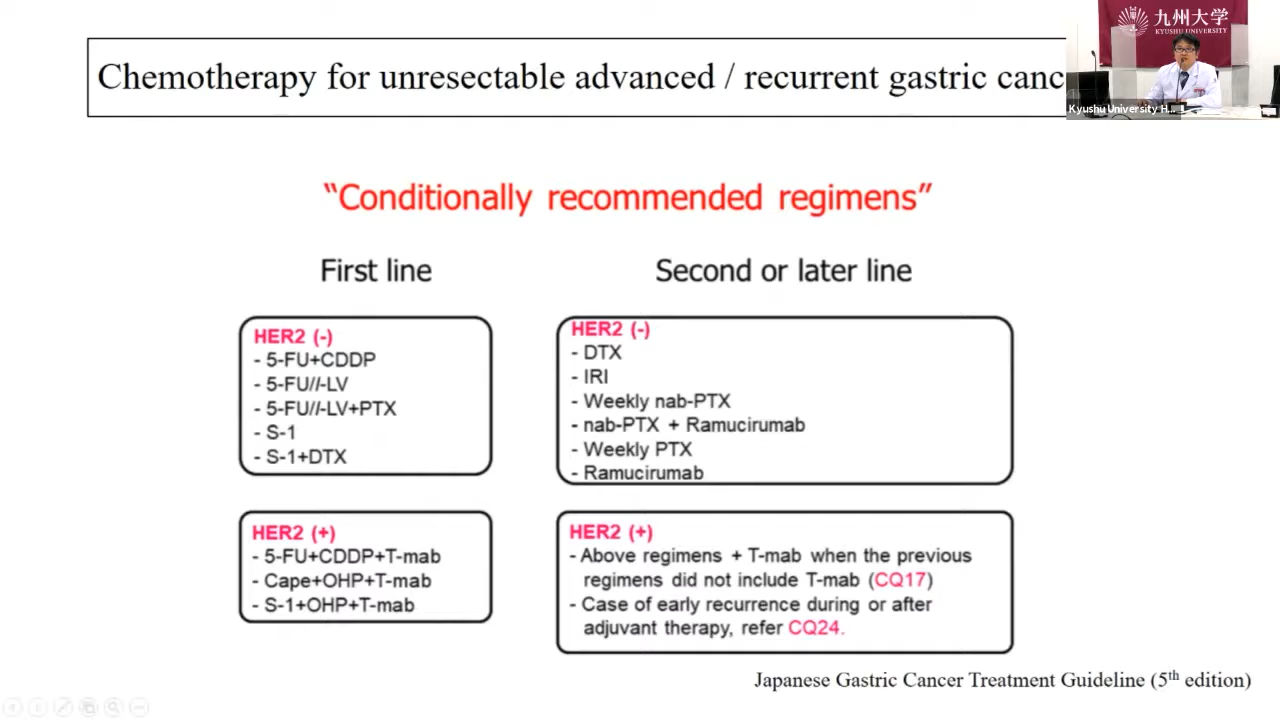 九州大学
KYUSHU UNIVERSITY
Chemotherapy for unresectable advanced / recurrent gastric canc
Kyushu University H...
“Conditionally recommended regimens”
First line
HER2 (-)
- 5-FU+CDDP
- 5-FU//-LV
- 5-FU//-LV+PTX
- S-1
- S-1+DTX
HER2 (+)
- 5-FU+CDDP+T-mab
- Cape+OHP+T-mab
- S-1+OHP+T-mab
Second or later line
HER2 (-)
- DTX
- IRI
- Weekly nab-PTX
- nab-PTX + Ramucirumab
- Weekly PTX
- Ramucirumab
HER2 (+)
- Above regimens + T-mab when the previous
regimens did not include T-mab (CQ17)
- Case of early recurrence during or after
adjuvant therapy, refer CQ24.
Japanese Gastric Cancer Treatment Guideline (5th edition)